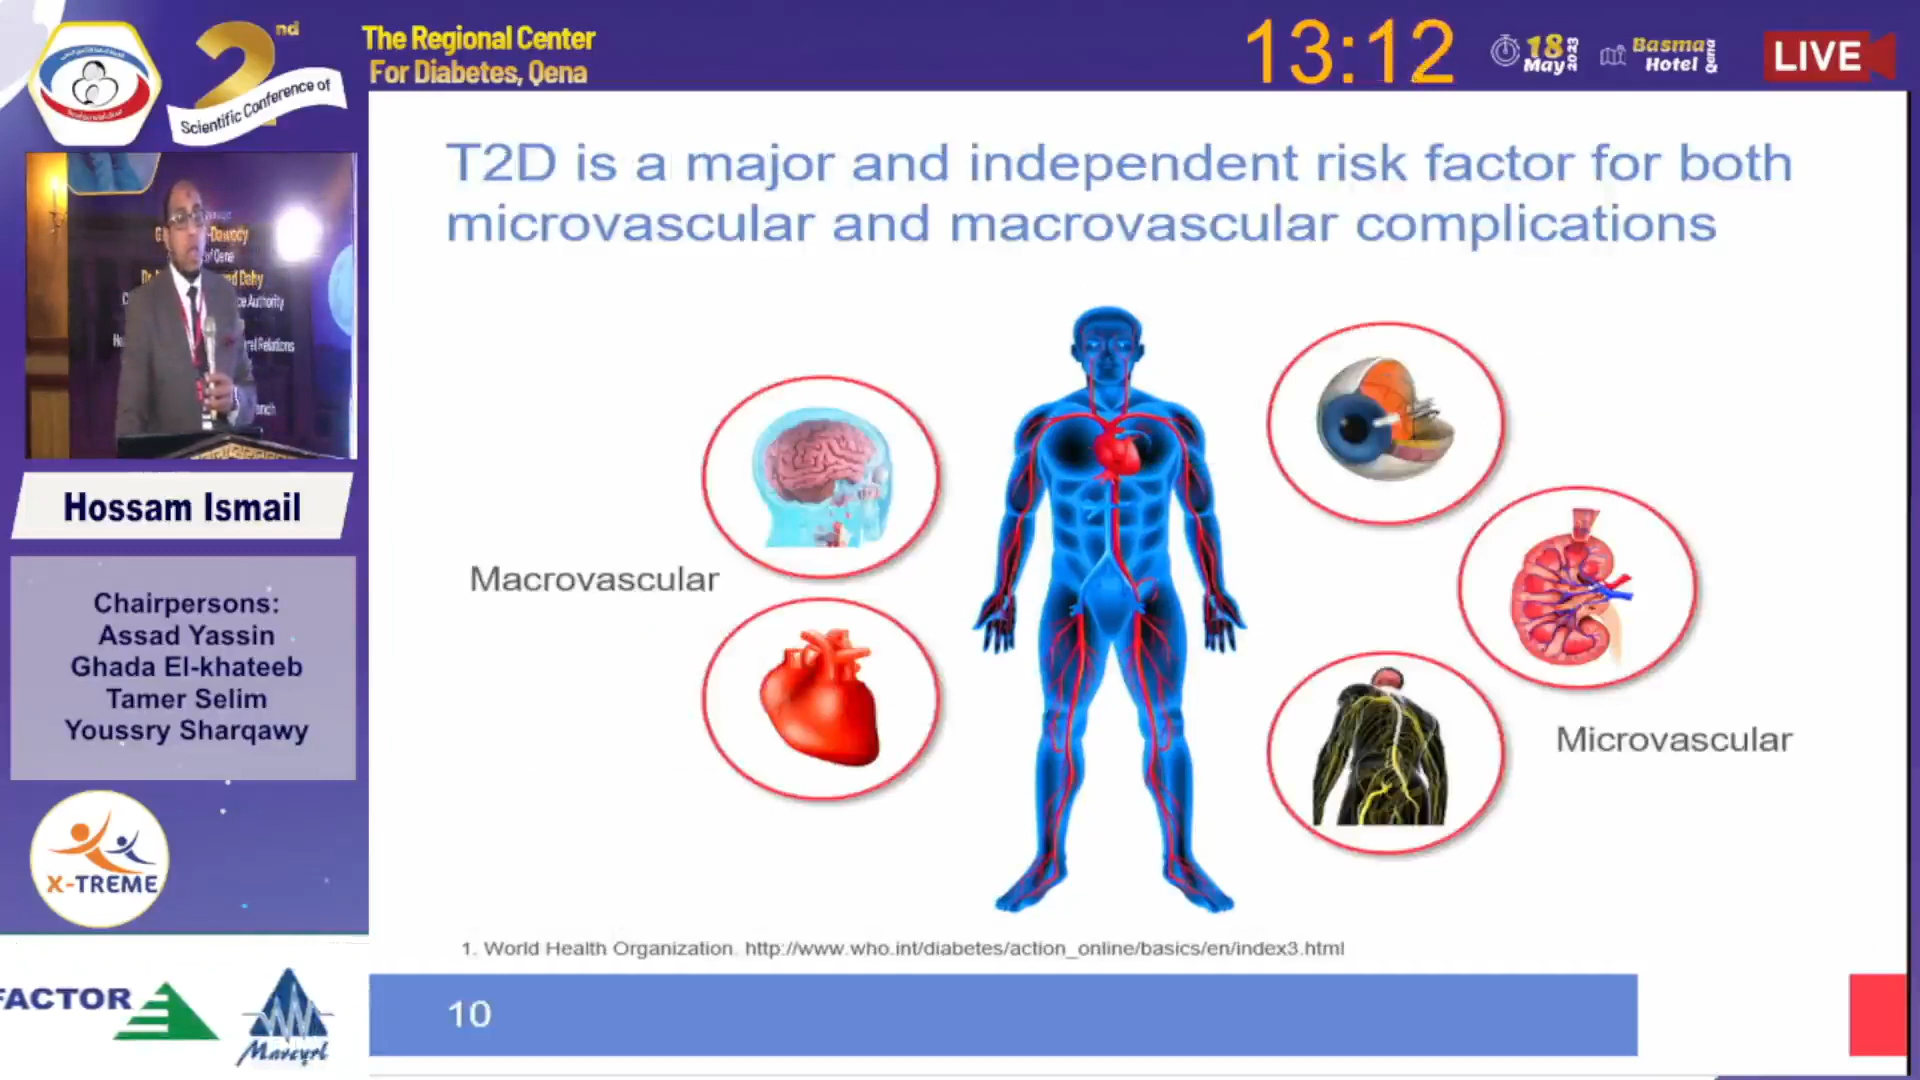 2nd
Scientific Conference of
The Regional Center
For Diabetes, Qena
13:12
18
May 2023
Basma
Hotel Qena
LIVE
T2D is a major and independent risk factor for both
microvascular and macrovascular complications
Macrovascular
Microvascular
1. World Health Organization. http://www.who.int/diabetes/action_online/basics/en/index3.html
10
Hossam Ismail
Chairpersons:
Assad Yassin
Ghada El-khateeb
Tamer Selim
Youssry Sharqawy
X-TREME
FACTOR
Marcyrl